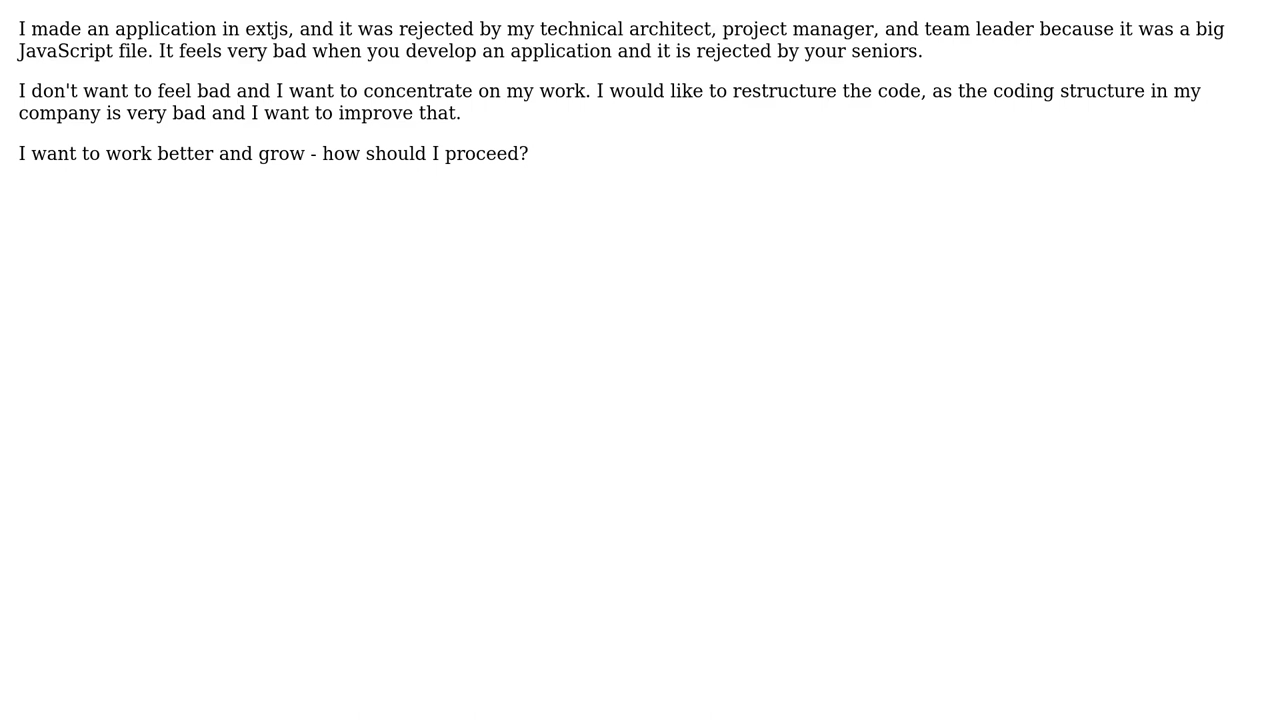 I made an application in extjs, and it was rejected by my technical architect, project manager, and team leader because it was a big
JavaScript file. It feels very bad when you develop an application and it is rejected by your seniors.
I don't want to feel bad and I want to concentrate on my work. I would like to restructure the code, as the coding structure in my
company is very bad and I want to improve that.
I want to work better and grow - how should I proceed?